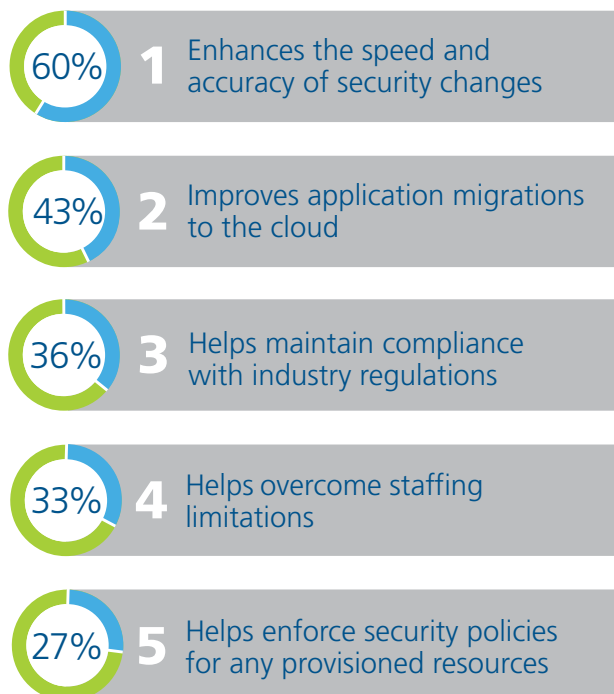 60%
1
Enhances the speed and
accuracy of security changes
43%
2
Improves application migrations
to the cloud
36%
3
Helps maintain compliance
with industry regulations
33%
4
Helps overcome staffing
limitations
27%
5
Helps enforce security policies
for any provisioned resources